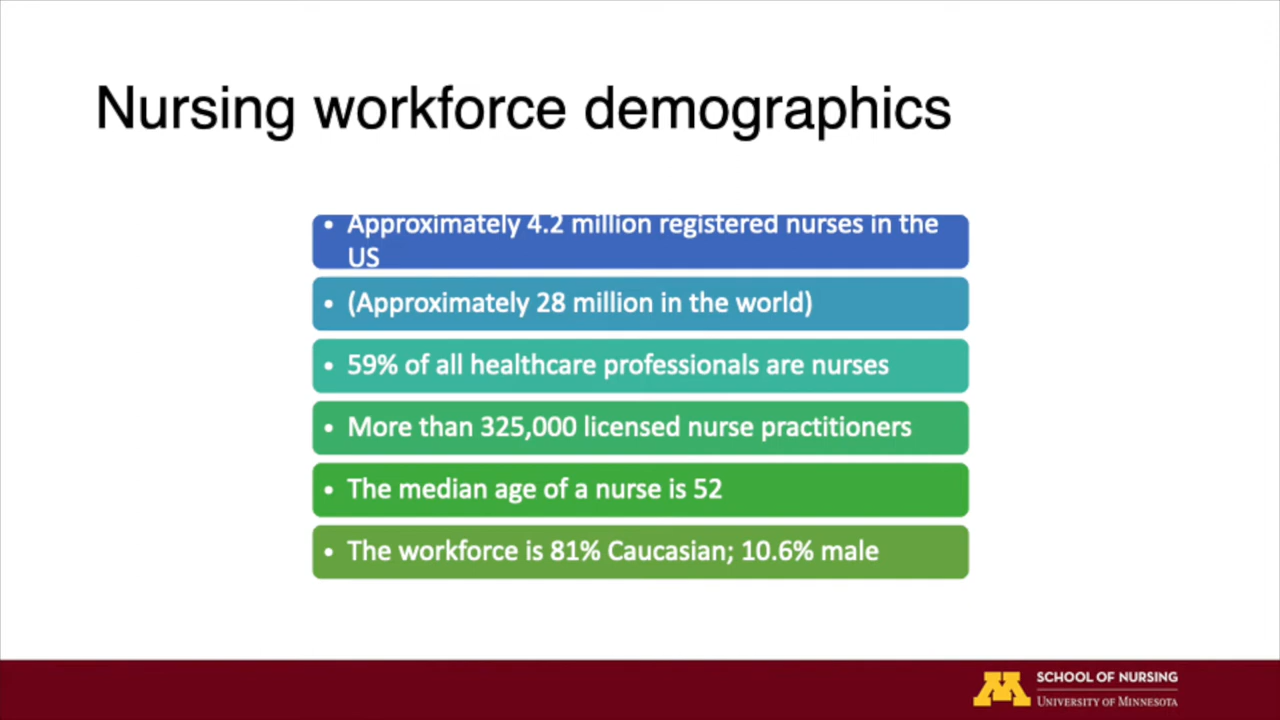 Nursing workforce demographics
• Approximately 4.2 million registered nurses in the
US
• (Approximately 28 million in the world)
• 59% of all healthcare professionals are nurses
• More than 325,000 licensed nurse practitioners
• The median age of a nurse is 52
• The workforce is 81% Caucasian; 10.6% male
M
SCHOOL OF NURSING
UNIVERSITY OF MINNESOTA